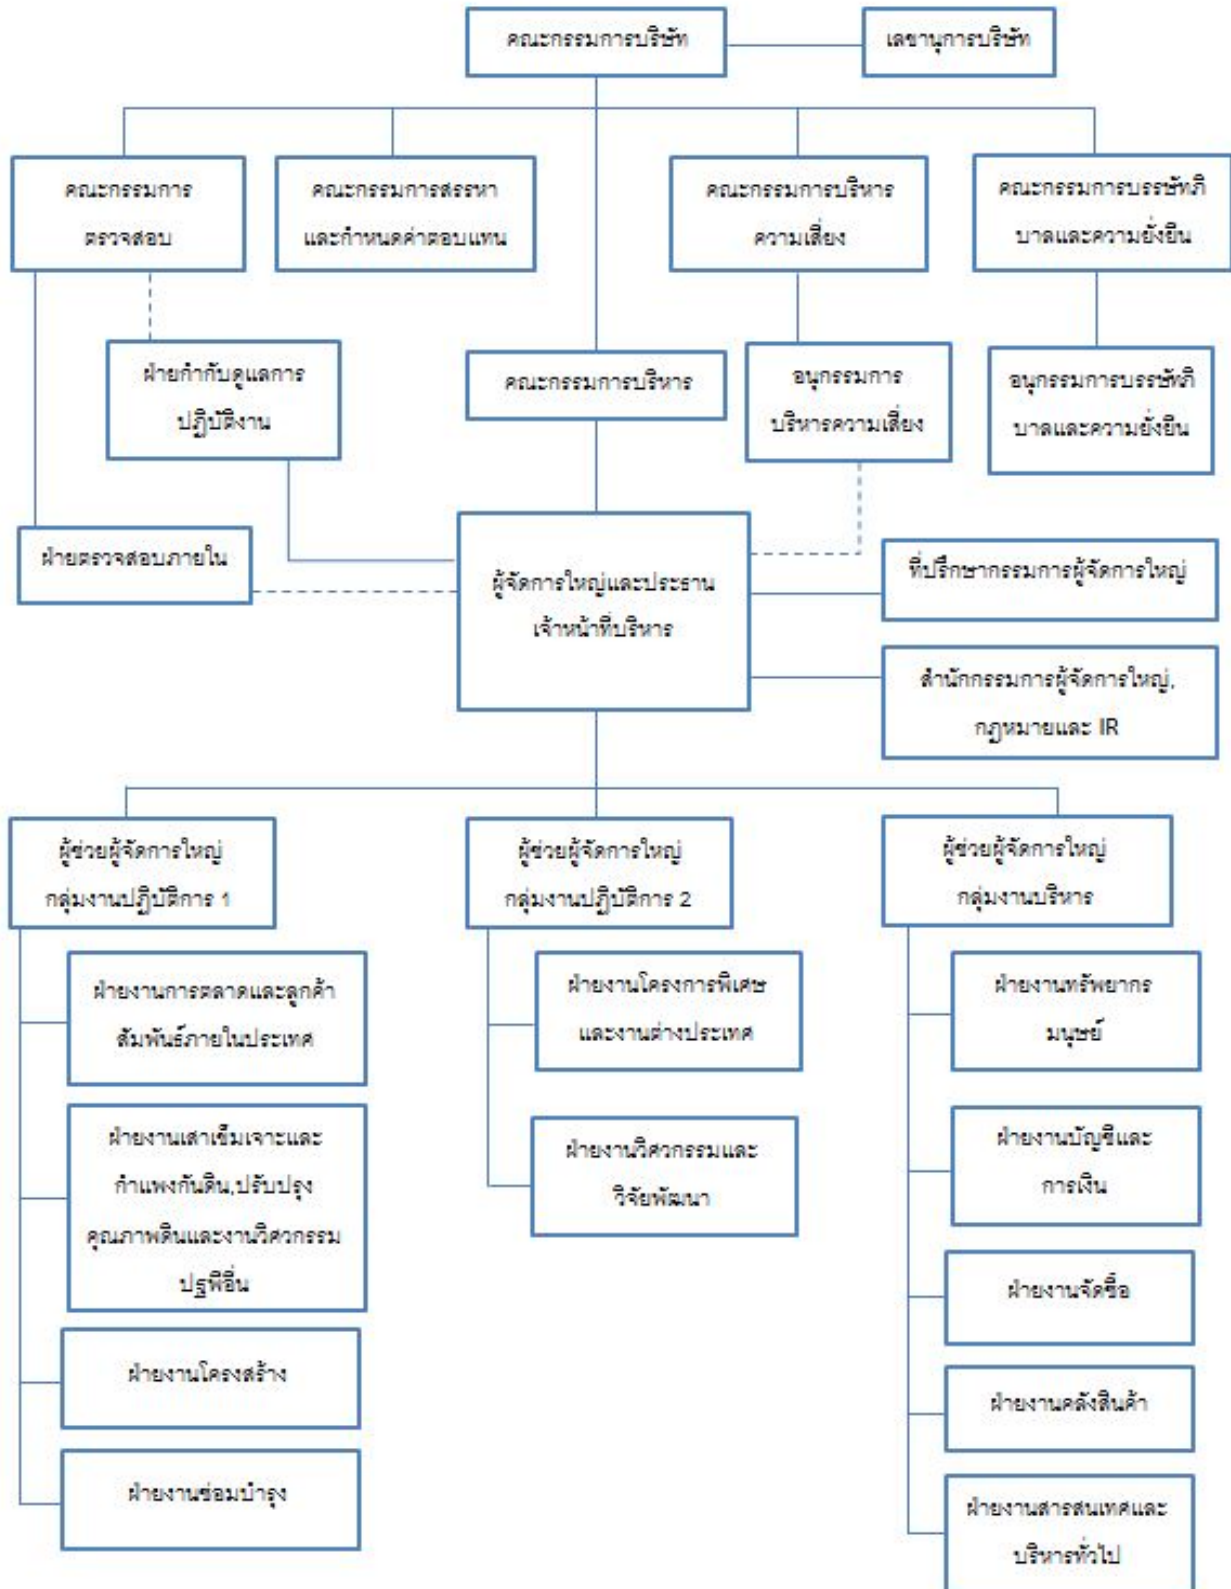 คณะกรรมการบริษัท
เลขานุการบริษัท
คณะกรรมการ
ตรวจสอบ
คณะกรรมการสรรหา
และกำหนดค่าตอบแทน
คณะกรรมการบริหาร
ความเสี่ยง
คณะกรรมการบรรษัทภิ
บาลและความยั่งยืน
ฝ่ายกำกับดูแลการ
ปฏิบัติงาน
คณะกรรมการบริหาร
อนุกรรมการ
บริหารความเสี่ยง
อนุกรรมการบรรษัทภิ
บาลและความยั่งยืน
ฝ่ายตรวจสอบภายใน
ผู้จัดการใหญ่และประธาน
เจ้าหน้าที่บริหาร
ที่ปรึกษากรรมการผู้จัดการใหญ่
สำนักกรรมการผู้จัดการใหญ่,
กฎหมายและ IR
ผู้ช่วยผู้จัดการใหญ่
กลุ่มงานปฏิบัติการ 1
ผู้ช่วยผู้จัดการใหญ่
กลุ่มงานปฏิบัติการ 2
ผู้ช่วยผู้จัดการใหญ่
กลุ่มงานบริหาร
ฝ่ายงานการตลาดและลูกค้า
สัมพันธ์ภายในประเทศ
ฝ่ายงานเสาเข็มเจาะและ
กำแพงกันดิน,ปรับปรุง
คุณภาพดินและงานวิศวกรรม
ปฐพีอื่น
ฝ่ายงานโครงสร้าง
ฝ่ายงานซ่อมบำรุง
ฝ่ายงานโครงการพิเศษ
และงานต่างประเทศ
ฝ่ายงานวิศวกรรมและ
วิจัยพัฒนา
ฝ่ายงานทรัพยากร
มนุษย์
ฝ่ายงานบัญชีและ
การเงิน
ฝ่ายงานจัดซื้อ
ฝ่ายงานคลังสินค้า
ฝ่ายงานสารสนเทศและ
บริหารทั่วไป